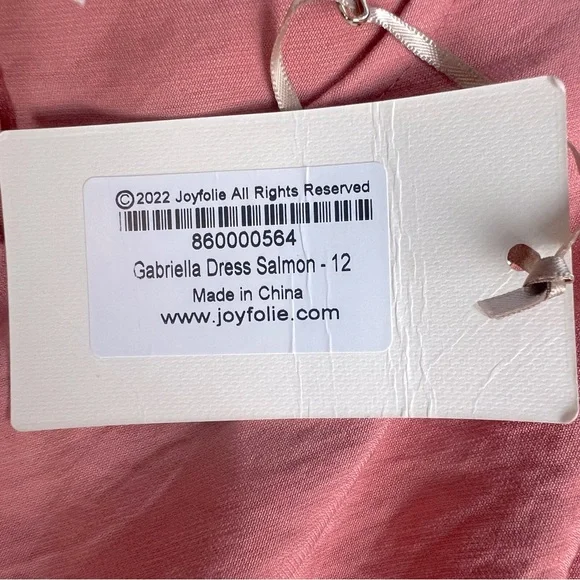 ©2022 Joyfolie All Rights Reserved
860000564
Gabriella Dress Salmon - 12
Made in China
www.joyfolie.com